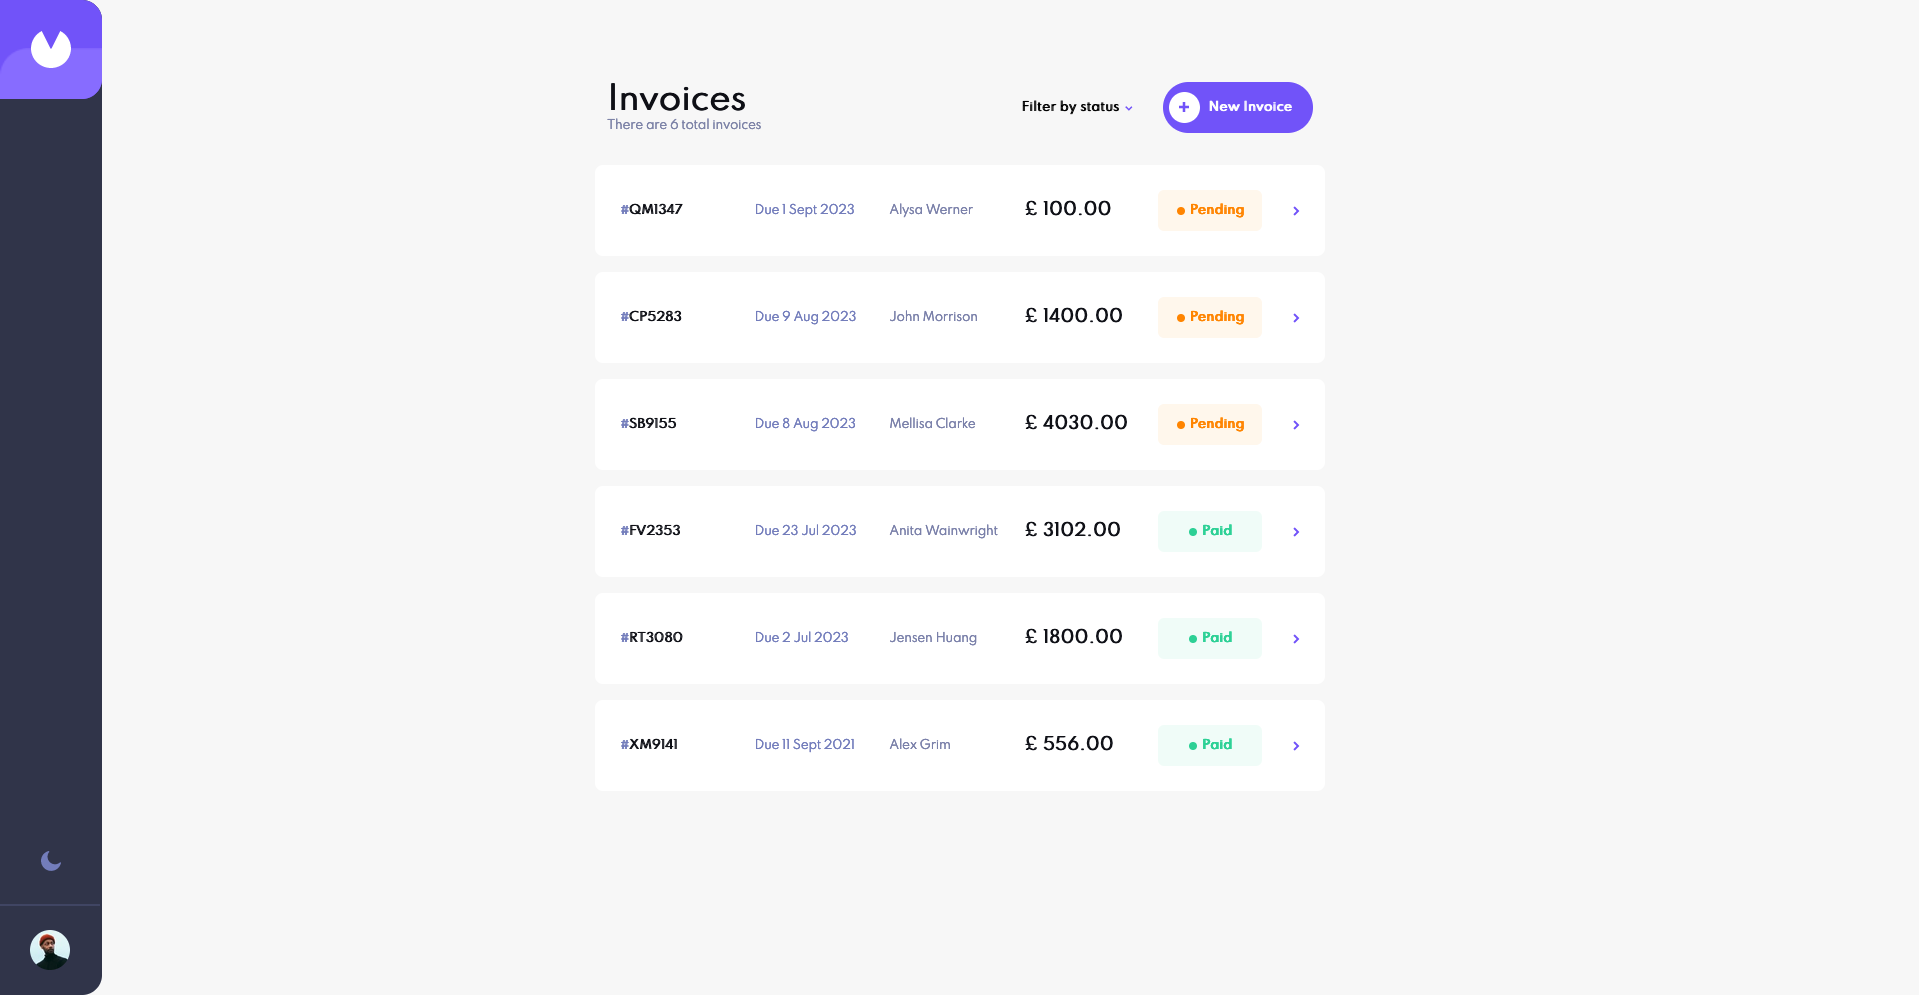 Invoices
There are 6 total invoices
Filter by status
New Invoice
#QM1347 Due 1 Sept 2023 Alysa Werner £ 100.00 Pending
#CP5283 Due 9 Aug 2023 John Morrison £ 1400.00 Pending
#SB9155 Due 8 Aug 2023 Mellisa Clarke £ 4030.00 Pending
#FV2353 Due 23 Jul 2023 Anita Wainwright £ 3102.00 Paid
#RT3080 Due 2 Jul 2023 Jensen Huang £ 1800.00 Paid
#XM9141 Due 11 Sept 2021 Alex Grim £ 556.00 Paid